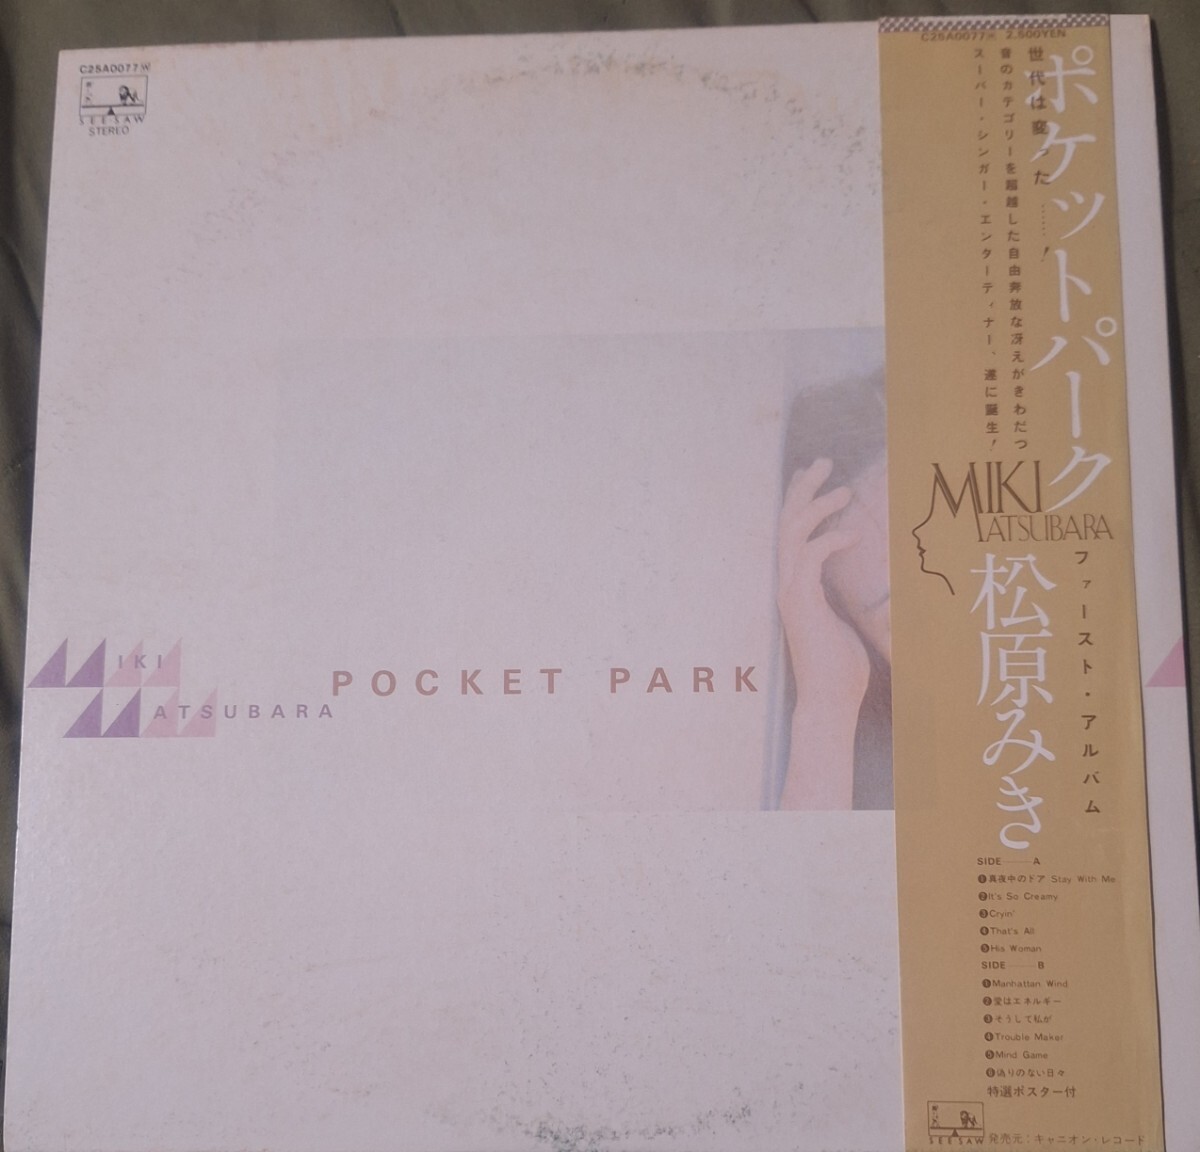 C25A0077W
SEESAW
STEREO
MIKI
MATSUBARA
POCKET PARK
C25A0077W 2,500YEN
ポケットパーク
世代は変った……!
音のカテゴリーを超越した自由奔放な冴えがきわだつ
スーパー・シンガー・エンターティナー、遂に誕生!
MIKI
MATSUBARA
ファースト・アルバム
松原みき
SIDE——A
❶真夜中のドア Stay With Me
❷It's So Creamy
❸Cryin'
❹That's All
❺His Woman
SIDE——B
❶Manhattan Wind
❷愛はエネルギー
❸そうして私が
❹Trouble Maker
❺Mind Game
❻偽りのない日々
特選ポスター付
SEESAW
発売元:キャニオン・レコード